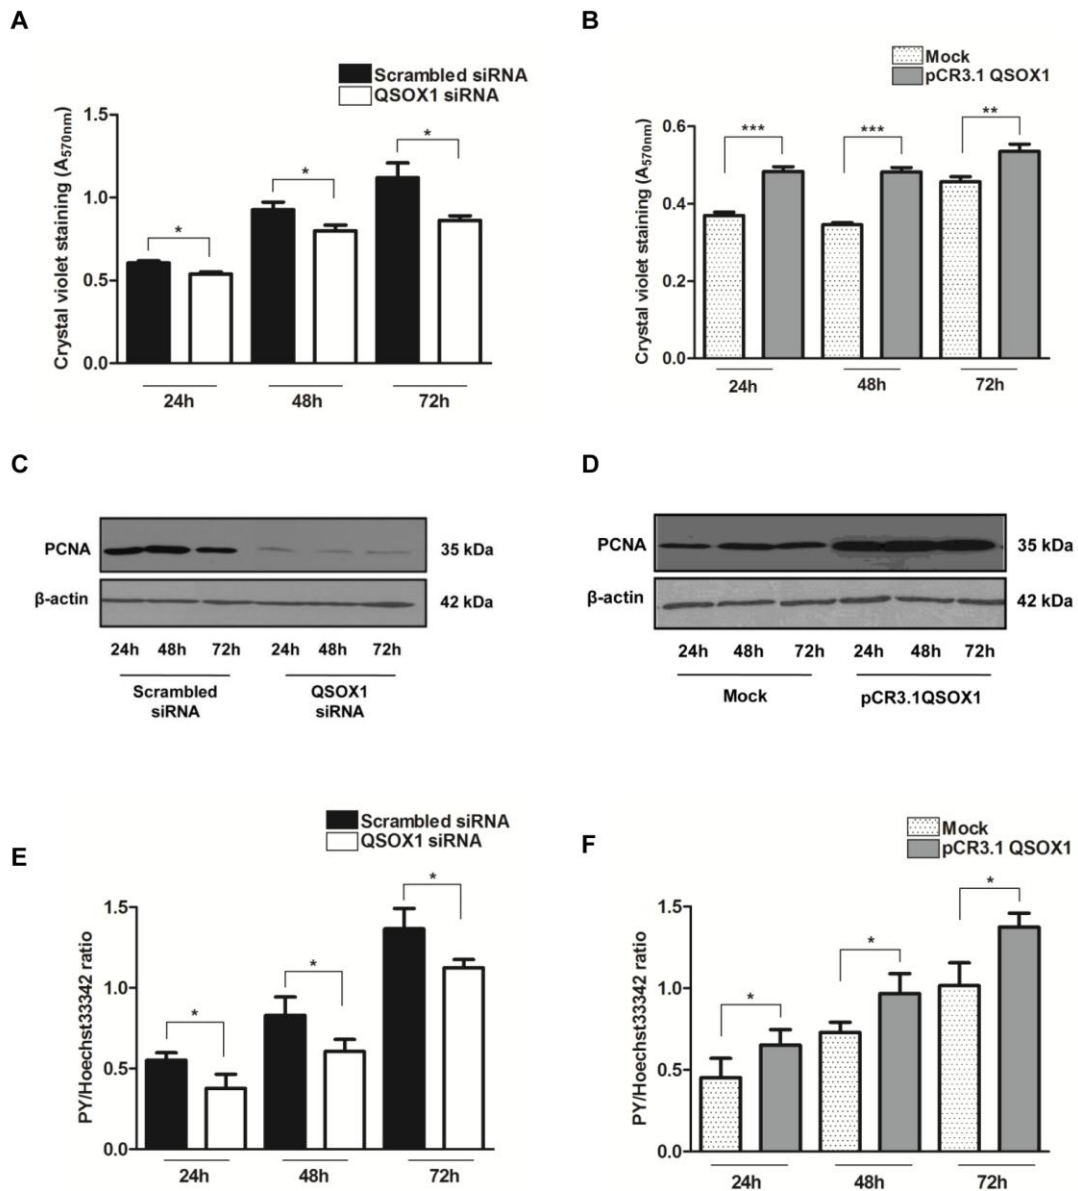 A
Scrambled siRNA
QSOX1 siRNA
Crystal violet staining (A570nm)
1.5
1.0
0.5
0.0
*
*
*
24h
48h
72h
B
Mock
pCR3.1 QSOX1
Crystal violet staining (A570nm)
0.6
0.4
0.2
0.0
***
***
**
24h
48h
72h
C
PCNA
35 kDa
β-actin
42 kDa
24h 48h 72h 24h 48h 72h
Scrambled
siRNA
QSOX1
siRNA
D
PCNA
35 kDa
β-actin
42 kDa
24h 48h 72h 24h 48h 72h
Mock
pCR3.1QSOX1
E
Scrambled siRNA
QSOX1 siRNA
PY/Hoechst33342 ratio
1.5
1.0
0.5
0.0
*
*
*
24h
48h
72h
F
Mock
pCR3.1 QSOX1
PY/Hoechst33342 ratio
1.5
1.0
0.5
0.0
*
*
*
24h
48h
72h